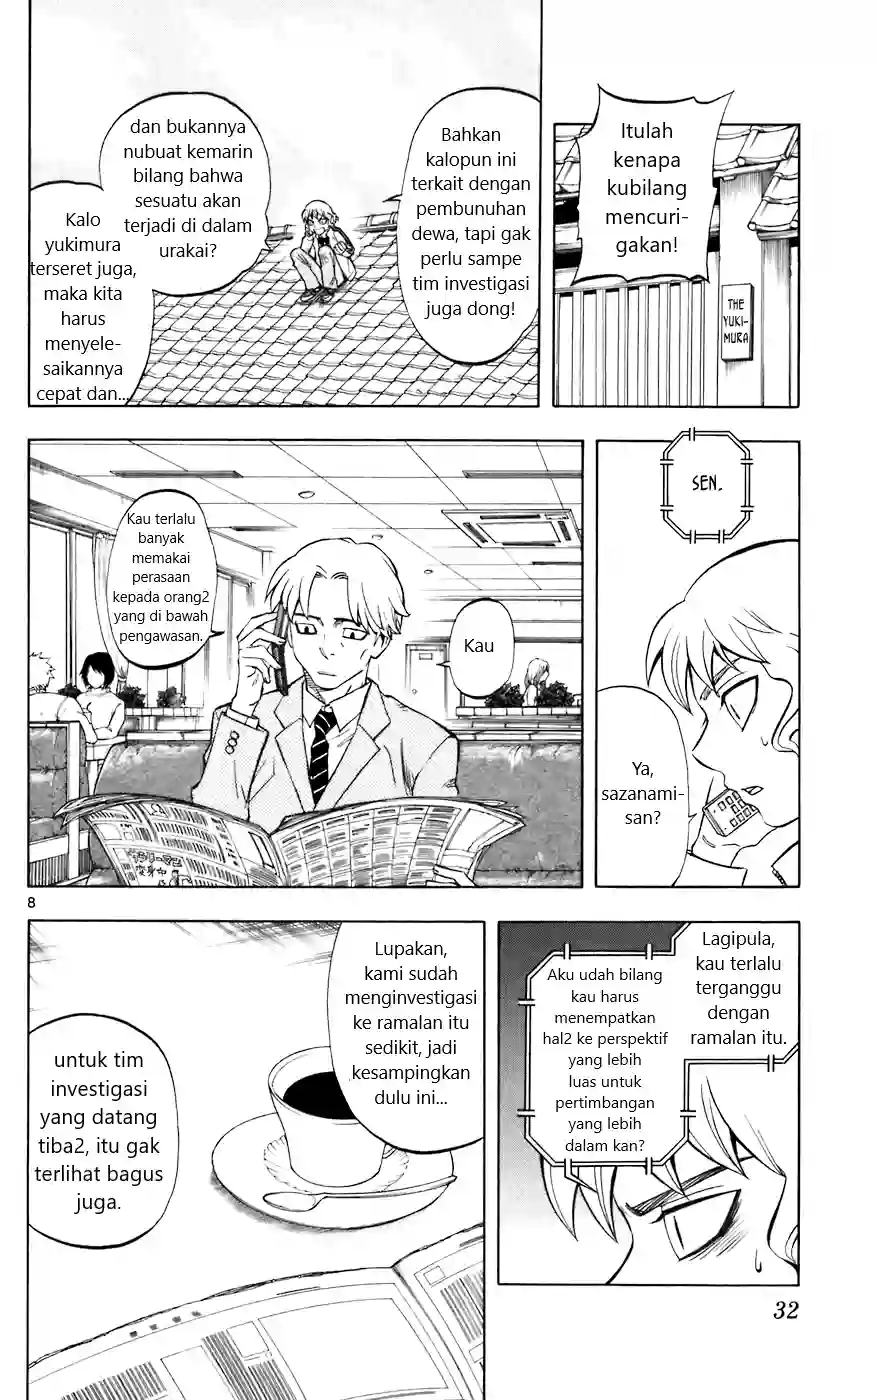 Itulah
kenapa
kubilang
mencuri-
gakan!
THE
YUKI-
MURA
Bahkan
kalopun ini
terkait dengan
pembunuhan
dewa, tapi gak
perlu sampe
tim investigasi
juga dong!
dan bukannya
nubuat kemarin
bilang bahwa
sesuatu akan
terjadi di dalam
urakai?
Kalo
yukimura
terseret juga,
maka kita
harus
menyele-
saikannya
cepat dan...
SEN.
Ya,
sazanami-
san?
Kau
Kau terlalu
banyak
memakai
perasaan
kepada orang2
yang di bawah
pengawasan.
8
Lagipula,
kau terlalu
terganggu
dengan
ramalan itu.
Aku udah bilang
kau harus
menempatkan
hal2 ke perspektif
yang lebih
luas untuk
pertimbangan
yang lebih
dalam kan?
Lupakan,
kami sudah
menginvestigasi
ke ramalan itu
sedikit, jadi
kesampingkan
dulu ini...
untuk tim
investigasi
yang datang
tiba2, itu gak
terlihat bagus
juga.
32